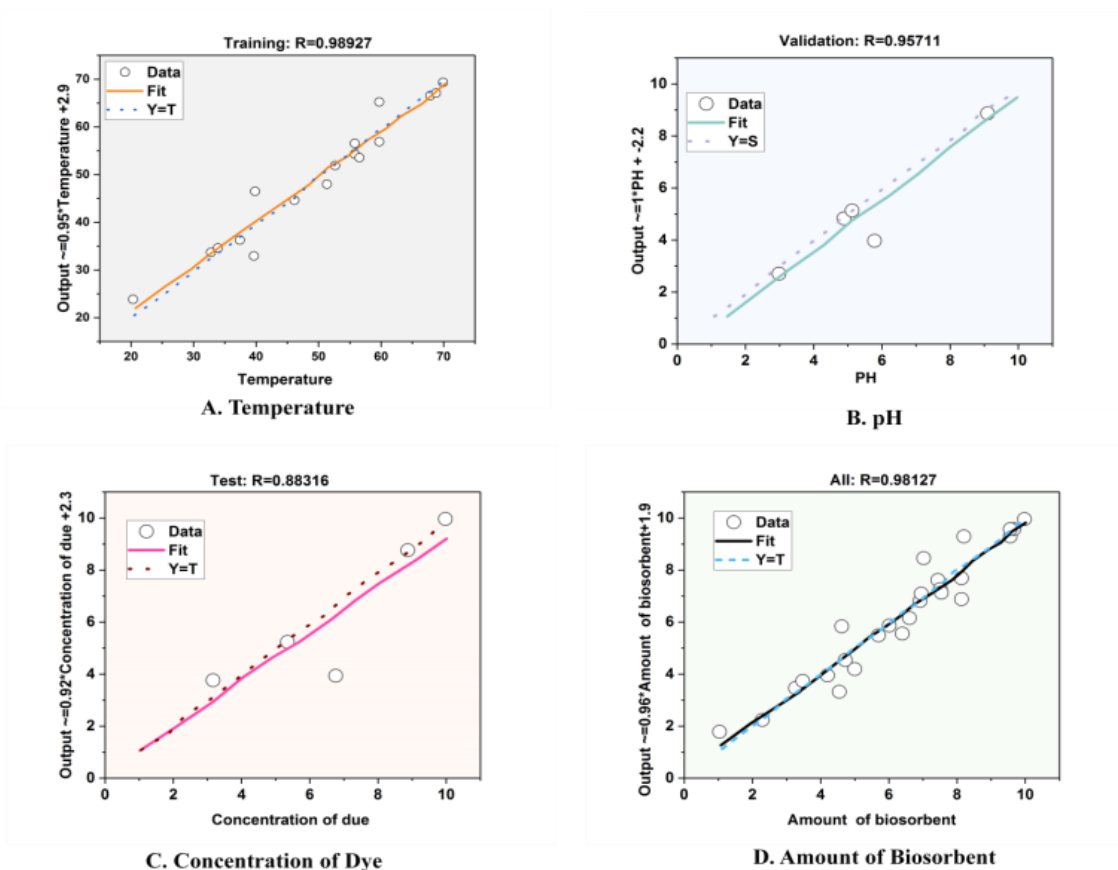 Training: R=0.98927
Data
Fit
Y=T
Output ~=0.95*Temperature +2.9
70
60
50
40
30
20
20 30 40 50 60 70
Temperature
A. Temperature
Validation: R=0.95711
Data
Fit
Y=S
Output ~=1*PH + -2.2
10
8
6
4
2
0
0 2 4 6 8 10
PH
B. pH
Test: R=0.88316
Data
Fit
Y=T
Output ~=0.92*Concentration of due +2.3
10
8
6
4
2
0
0 2 4 6 8 10
Concentration of due
C. Concentration of Dye
All: R=0.98127
Data
Fit
Y=T
Output ~=0.96*Amount of biosorbent+1.9
10
8
6
4
2
0
0 2 4 6 8 10
Amount of biosorbent
D. Amount of Biosorbent